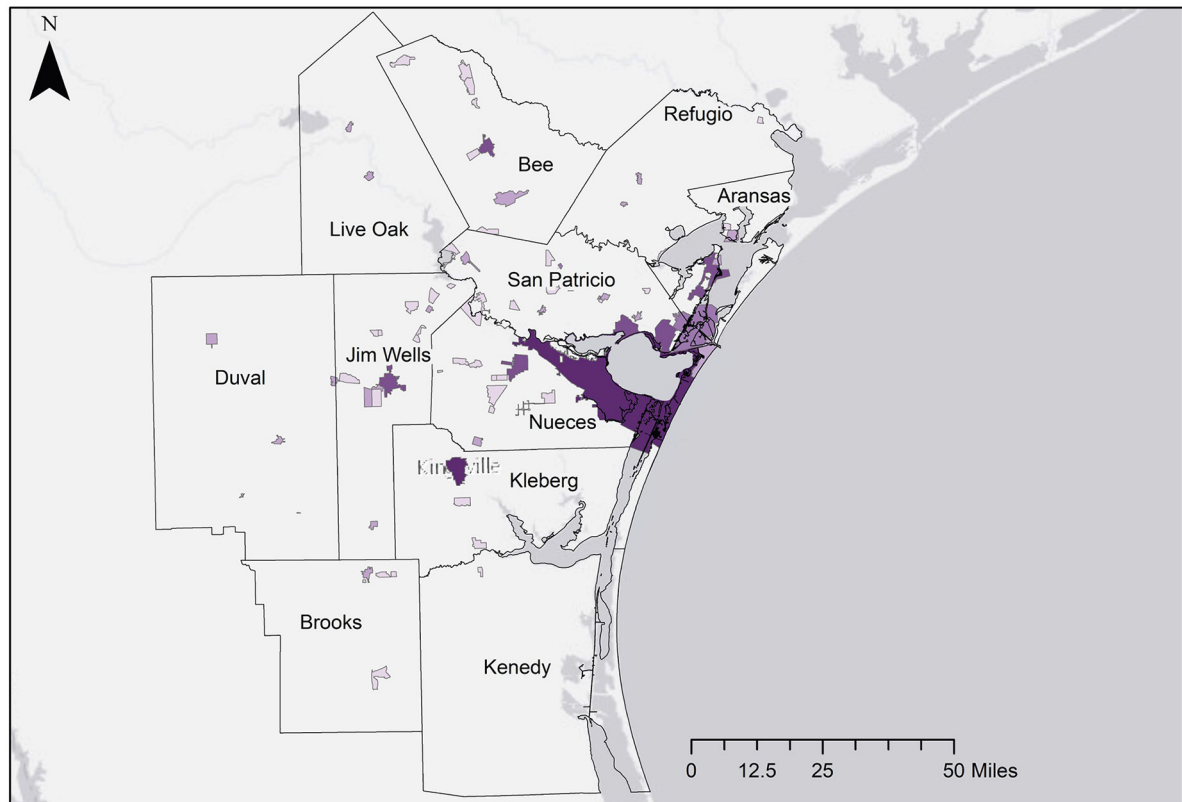 N
Refugio
Bee
Aransas
Live Oak
San Patricio
Jim Wells
Duval
Nueces
Kingsville
Kleberg
Brooks
Kenedy
0 12.5 25 50 Miles